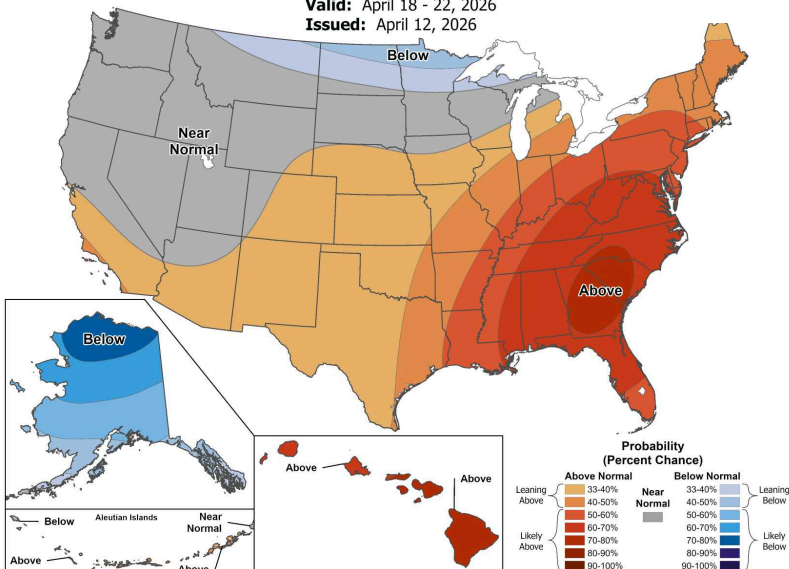 Valid: April 18 - 22, 2026
Issued: April 12, 2026
Below
Near
Normal
Above
Below
Above
Above
Below
Aleutian Islands
Near
Normal
Above
Above
Probability
(Percent Chance)
Above Normal
Below Normal
Leaning
Above
33-40%
40-50%
Near
Normal
33-40%
40-50%
Leaning
Below
Likely
Above
50-60%
60-70%
70-80%
80-90%
90-100%
50-60%
60-70%
70-80%
80-90%
90-100%
Likely
Below